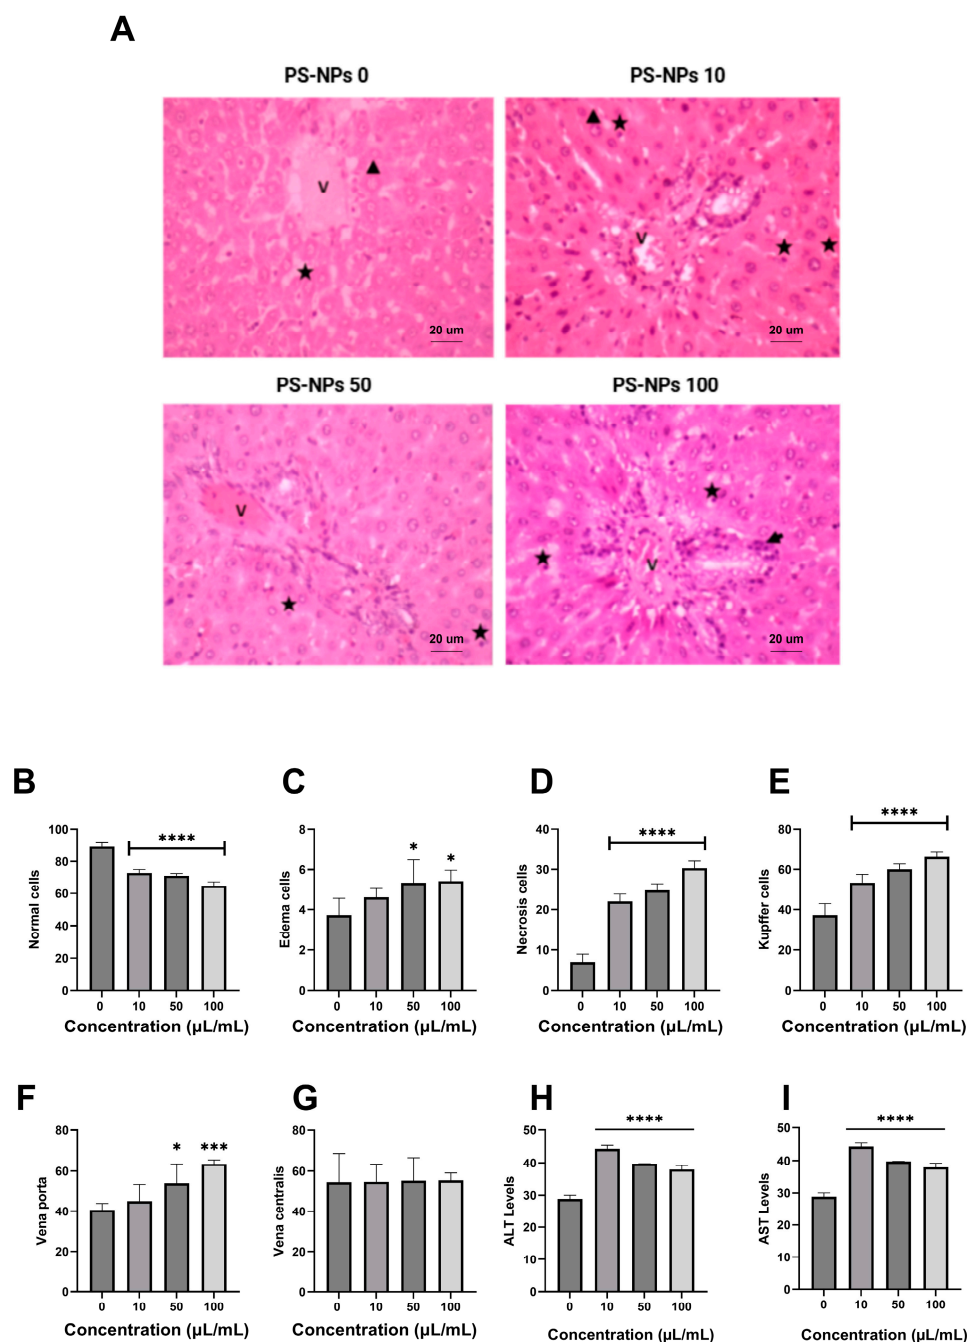 A
PS-NPs 0
PS-NPs 10
V
20 um
V
20 um
PS-NPs 50
PS-NPs 100
V
20 um
V
20 um
B
C
D
E
Normal cells
100
80
60
40
20
0
****
0 10 50 100
Concentration (µL/mL)
Edema cells
8
6
4
2
0
*
*
0 10 50 100
Concentration (µL/mL)
Necrosis cells
40
30
20
10
0
****
0 10 50 100
Concentration (µL/mL)
Kupffer cells
80
60
40
20
0
****
0 10 50 100
Concentration (µL/mL)
F
G
H
I
Vena porta
80
60
40
20
0
*
***
0 10 50 100
Concentration (µL/mL)
Vena centralis
80
60
40
20
0
0 10 50 100
Concentration (µL/mL)
ALT Levels
50
40
30
20
10
0
****
0 10 50 100
Concentration (µL/mL)
AST Levels
50
40
30
20
10
0
****
0 10 50 100
Concentration (µL/mL)